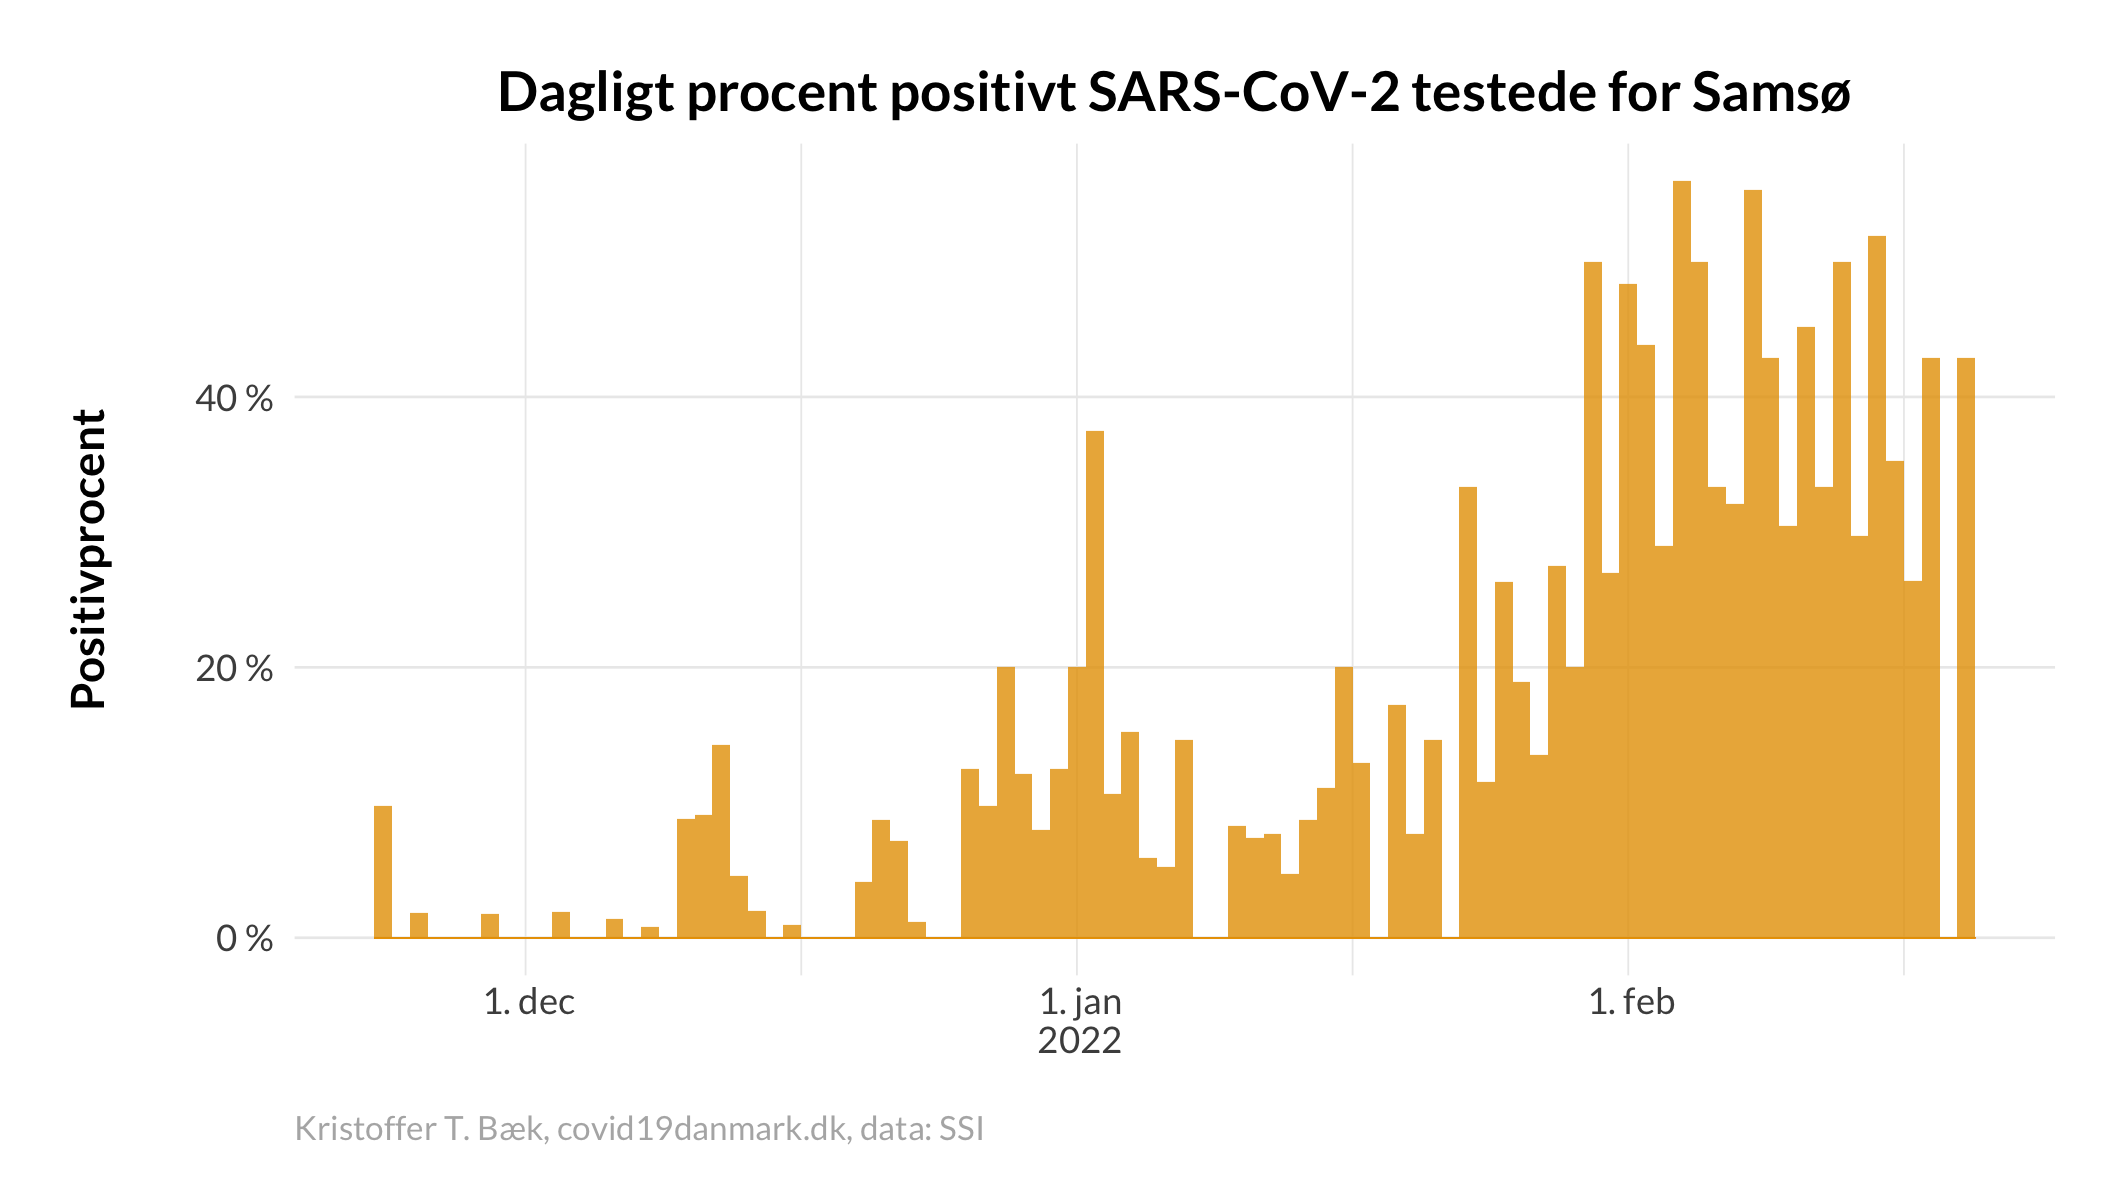 Dagligt procent positivt SARS-CoV-2 testede for Samsø
Positivprocent
40 %
20 %
0 %
1. dec
1. jan
2022
1. feb
Kristoffer T. Bæk, covid19danmark.dk, data: SSI